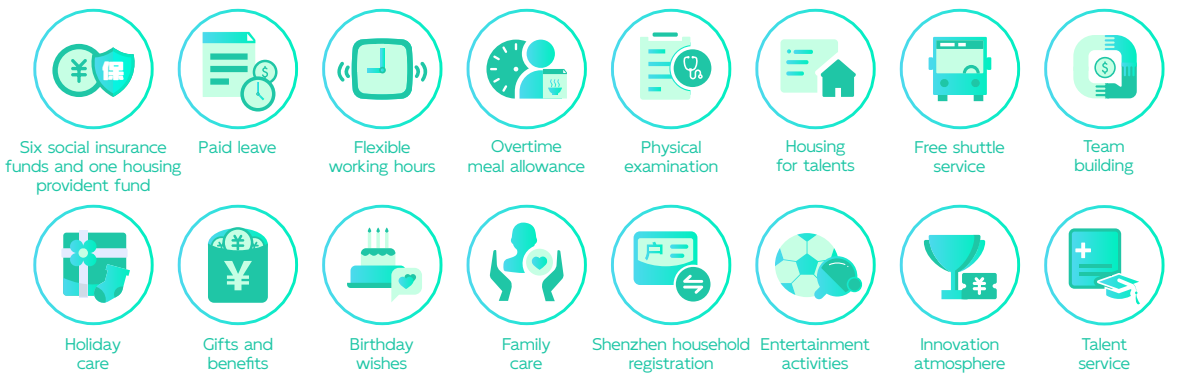 Six social insurance
funds and one housing
provident fund
Paid leave
Flexible
working hours
Overtime
meal allowance
Physical
examination
Housing
for talents
Free shuttle
service
Team
building
Holiday
care
Gifts and
benefits
Birthday
wishes
Family
care
Shenzhen household
registration
Entertainment
activities
Innovation
atmosphere
Talent
service